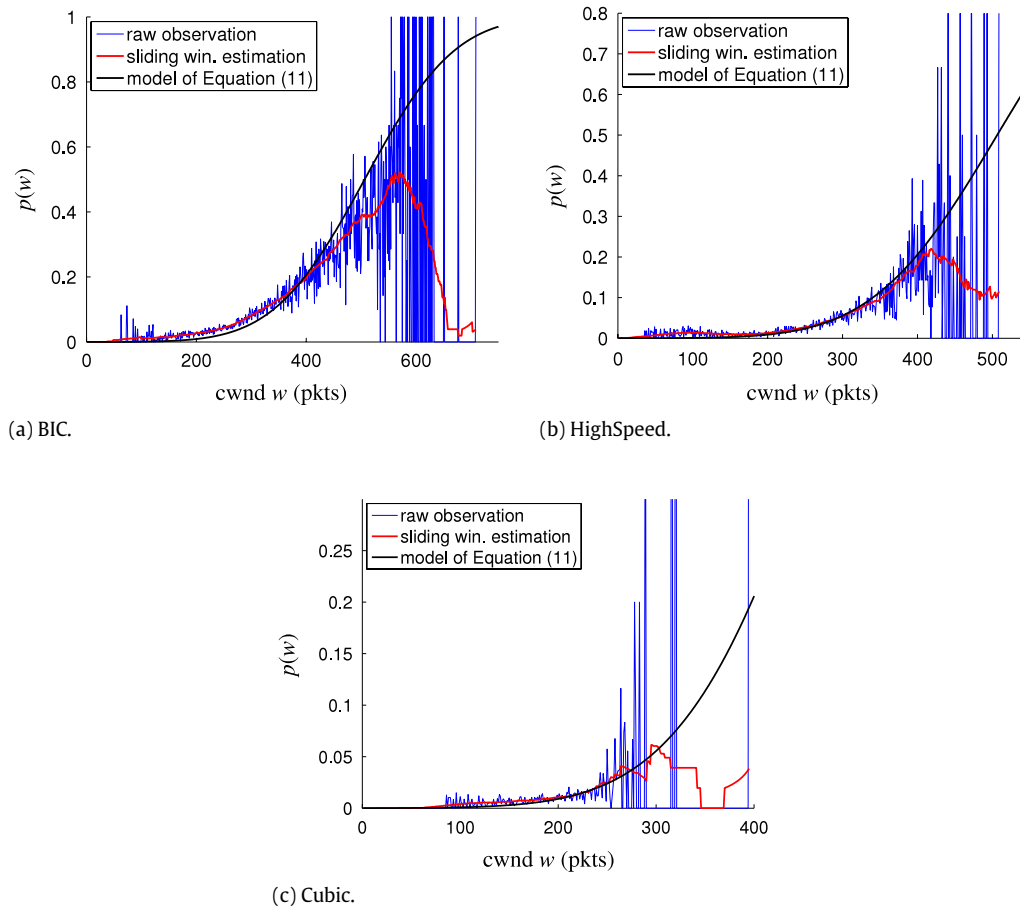 1
0.8
0.6
0.4
0.2
0
p(w)
raw observation
sliding win. estimation
model of Equation (11)
0 200 400 600
cwnd w (pkts)
(a) BIC.
0.8
0.7
0.6
0.5
0.4
0.3
0.2
0.1
0
p(w)
raw observation
sliding win. estimation
model of Equation (11)
0 100 200 300 400 500
cwnd w (pkts)
(b) HighSpeed.
0.25
0.2
0.15
0.1
0.05
0
p(w)
raw observation
sliding win. estimation
model of Equation (11)
0 100 200 300 400
cwnd w (pkts)
(c) Cubic.